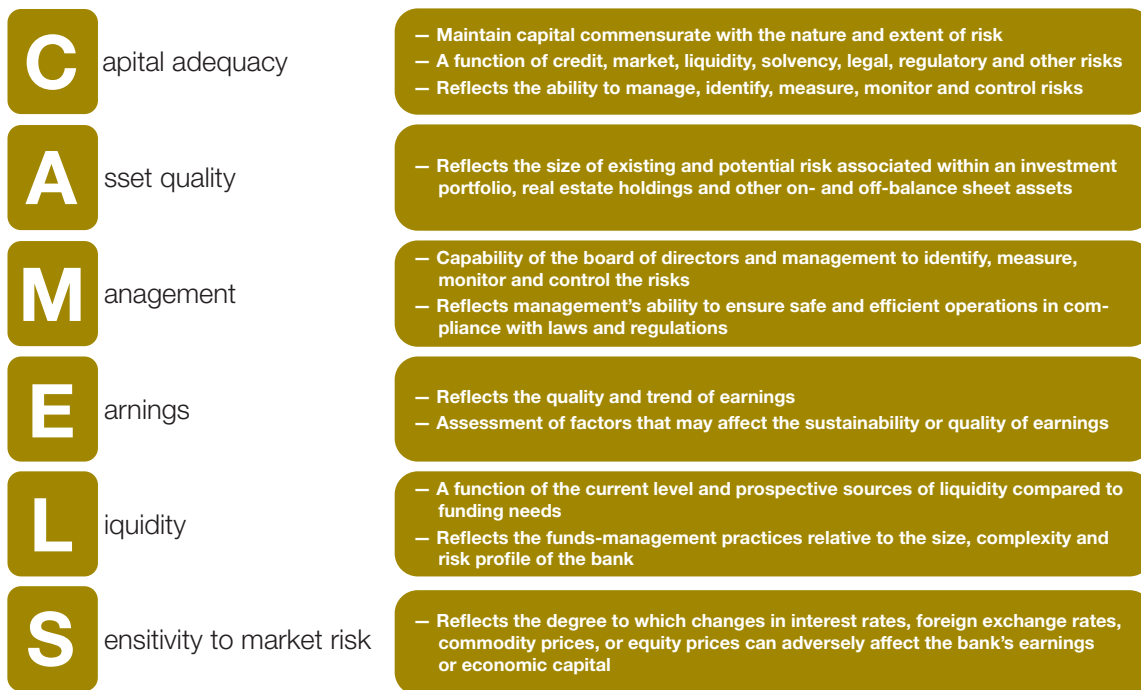 Capital adequacy
— Maintain capital commensurate with the nature and extent of risk
— A function of credit, market, liquidity, solvency, legal, regulatory and other risks
— Reflects the ability to manage, identify, measure, monitor and control risks
Asset quality
— Reflects the size of existing and potential risk associated within an investment
portfolio, real estate holdings and other on- and off-balance sheet assets
Management
— Capability of the board of directors and management to identify, measure,
monitor and control the risks
— Reflects management’s ability to ensure safe and efficient operations in com-
pliance with laws and regulations
Earnings
— Reflects the quality and trend of earnings
— Assessment of factors that may affect the sustainability or quality of earnings
Liquidity
— A function of the current level and prospective sources of liquidity compared to
funding needs
— Reflects the funds-management practices relative to the size, complexity and
risk profile of the bank
Sensitivity to market risk
— Reflects the degree to which changes in interest rates, foreign exchange rates,
commodity prices, or equity prices can adversely affect the bank’s earnings
or economic capital